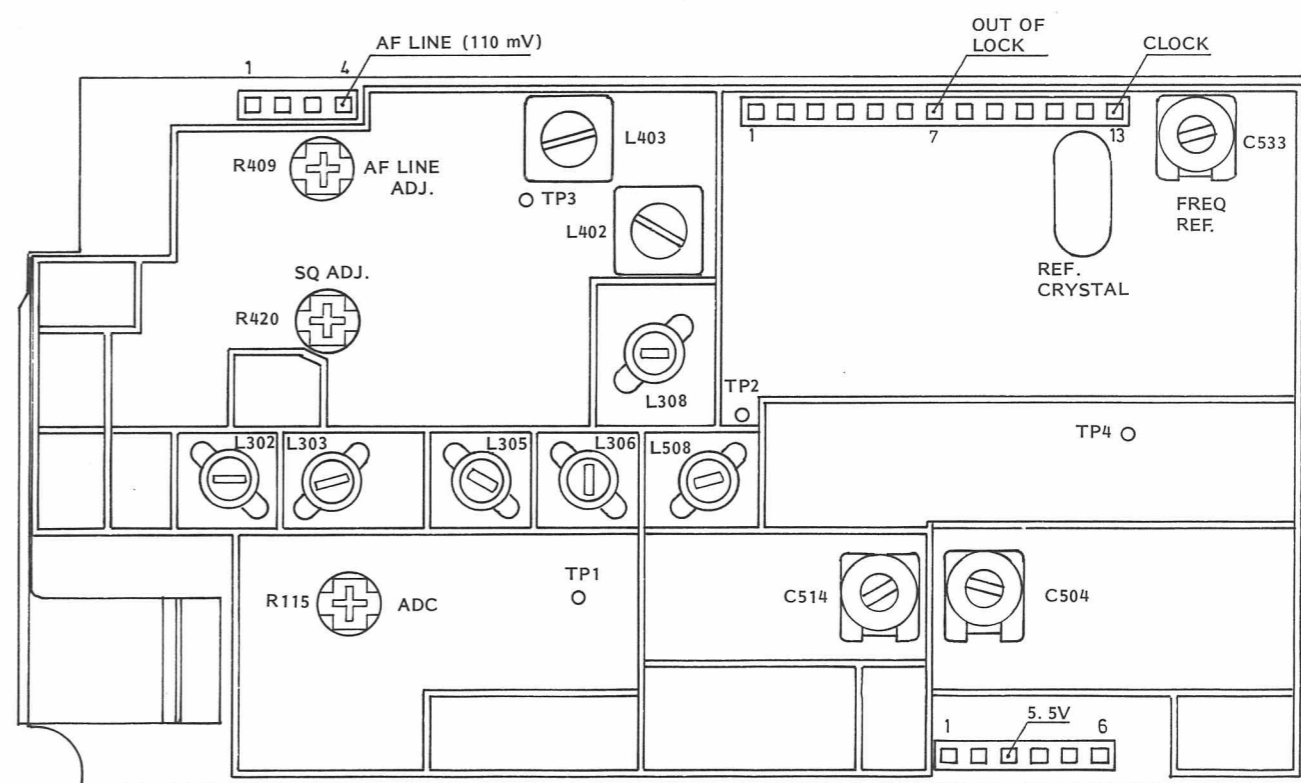 OUT OF
LOCK
CLOCK
AF LINE (110 mV)
1
4
1
7
13
R409
AF LINE
ADJ.
L403
TP3
L402
C533
FREQ
REF.
REF.
CRYSTAL
SQ ADJ.
R420
L308
TP2
TP4
L302
L303
L305
L306
L508
R115
ADC
TP1
C514
C504
1
5.5V
6